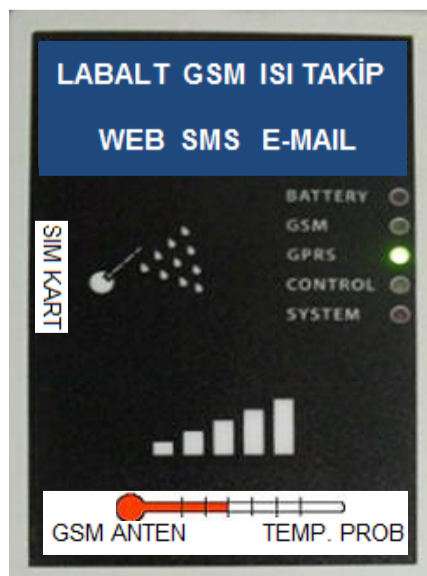 LABALT GSM ISI TAKİP
WEB SMS E-MAIL
BATTERY
GSM
GPRS
CONTROL
SYSTEM
SIM KART
GSM ANTEN TEMP. PROB